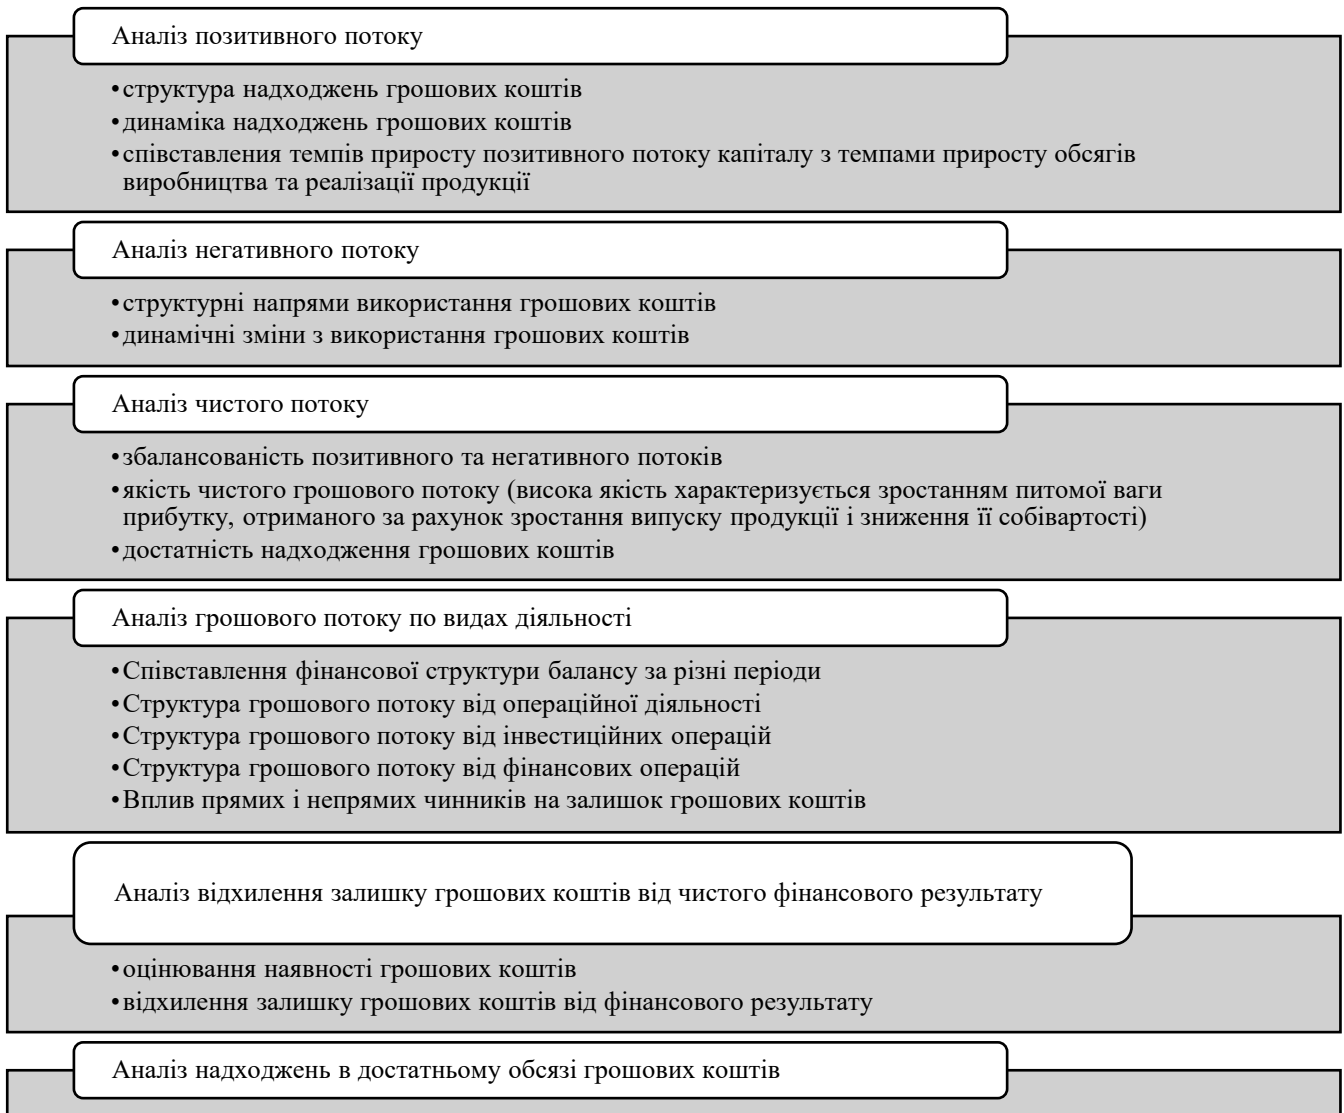 Аналіз позитивного потоку
•структура надходжень грошових коштів
•динаміка надходжень грошових коштів
•співставлення темпів приросту позитивного потоку капіталу з темпами приросту обсягів
виробництва та реалізації продукції
Аналіз негативного потоку
•структурні напрями використання грошових коштів
•динамічні зміни з використання грошових коштів
Аналіз чистого потоку
•збалансованість позитивного та негативного потоків
•якість чистого грошового потоку (висока якість характеризується зростанням питомої ваги
прибутку, отриманого за рахунок зростання випуску продукції і зниження її собівартості)
•достатність надходження грошових коштів
Аналіз грошового потоку по видах діяльності
•Співставлення фінансової структури балансу за різні періоди
•Структура грошового потоку від операційної діяльності
•Структура грошового потоку від інвестиційних операцій
•Структура грошового потоку від фінансових операцій
•Вплив прямих і непрямих чинників на залишок грошових коштів
Аналіз відхилення залишку грошових коштів від чистого фінансового результату
•оцінювання наявності грошових коштів
•відхилення залишку грошових коштів від фінансового результату
Аналіз надходжень в достатньому обсязі грошових коштів